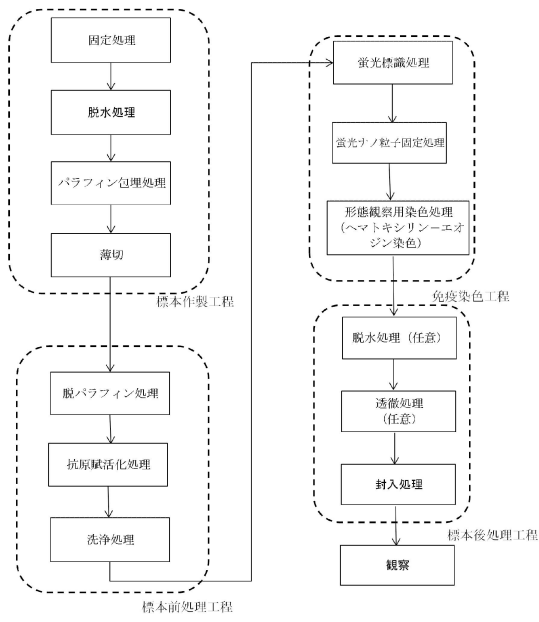 固定処理
脱水処理
パラフィン包埋処理
薄切
標本作製工程
脱パラフィン処理
抗原賦活化処理
洗浄処理
標本前処理工程
蛍光標識処理
蛍光ナノ粒子固定処理
形態観察用染色処理
(ヘマトキシリン－エオ
ジン染色)
免疫染色工程
脱水処理(任意)
透徹処理
(任意)
封入処理
標本後処理工程
観察